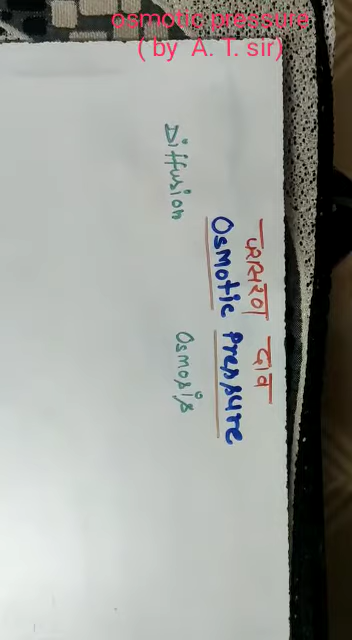 osmotic pressure
( by A. T. sir)
परासरण दाब
Osmotic Pressure
Diffusion Osmosis